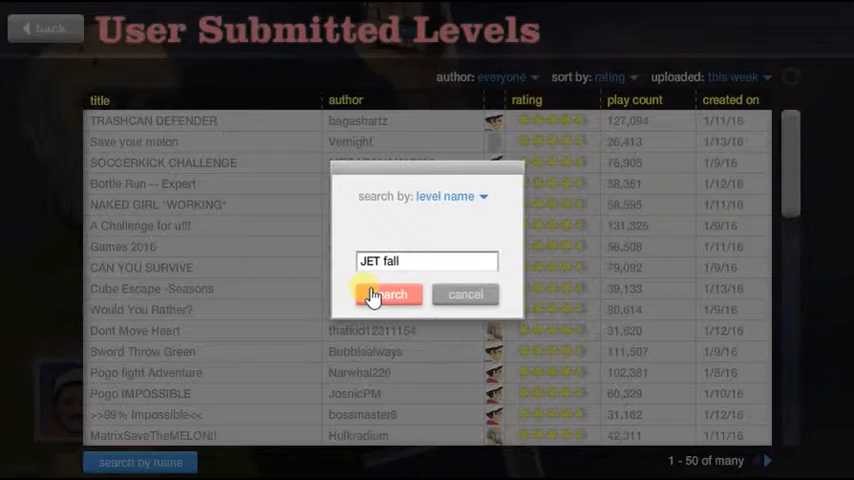 back
User Submitted Levels
author: everyone sort by: rating uploaded: this week
title author rating play count created on
TRASHCAN DEFENDER bagashartz 127,094 1/11/16
Save your melon Vernight 26,413 1/13/16
SOCCERKICK CHALLENGE 76,905 1/9/16
Bottle Run -- Expert 58,351 1/12/16
NAKED GIRL *WORKING* 58,595 1/11/16
A Challenge for u!!! 131,325 1/9/16
Games 2016 56,508 1/11/16
CAN YOU SURVIVE 79,092 1/9/16
Cube Escape -Seasons 39,133 1/13/16
Would You Rather? 80,614 1/9/16
Dont Move Heart thatkid12311154 31,820 1/12/16
Sword Throw Green Bubblealways 111,507 1/9/16
Pogo fight Adventure Narwhal226 102,381 1/8/16
Pogo IMPOSSIBLE JosnicPM 60,329 1/10/16
>>99% Impossible<< bossmaster6 31,162 1/12/16
MatrixSaveTheMELON!! Hulkradium 42,311 1/11/16
search by: level name
JET fall
search cancel
search by name 1 - 50 of many